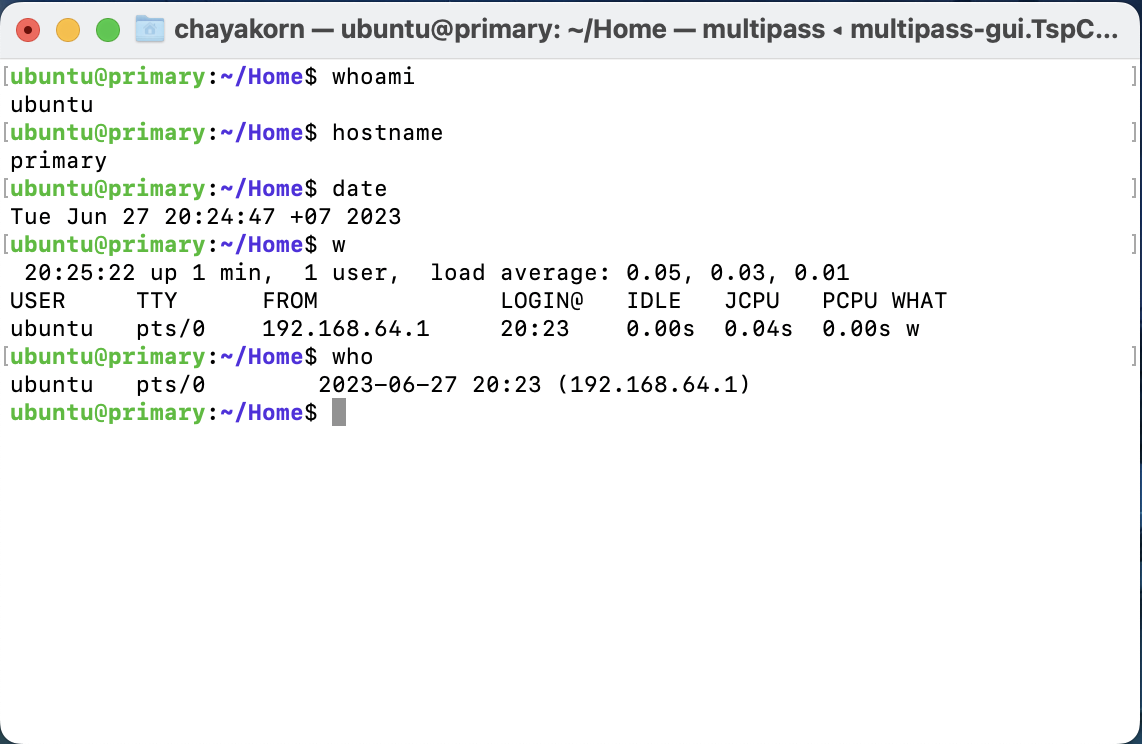 chayakorn — ubuntu@primary: ~/Home — multipass ◂ multipass-gui.TspC...
[ubuntu@primary:~/Home$ whoami ]
ubuntu
[ubuntu@primary:~/Home$ hostname ]
primary
[ubuntu@primary:~/Home$ date ]
Tue Jun 27 20:24:47 +07 2023
[ubuntu@primary:~/Home$ w ]
 20:25:22 up 1 min,  1 user,  load average: 0.05, 0.03, 0.01
USER     TTY      FROM             LOGIN@   IDLE   JCPU   PCPU WHAT
ubuntu   pts/0    192.168.64.1     20:23    0.00s  0.04s  0.00s w
[ubuntu@primary:~/Home$ who ]
ubuntu   pts/0        2023-06-27 20:23 (192.168.64.1)
ubuntu@primary:~/Home$